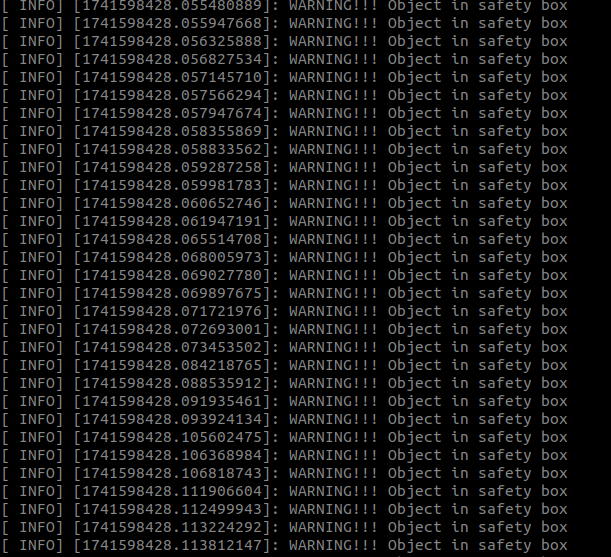 [ INFO] [1741598428.055480889]: WARNING!!! Object in safety box
[ INFO] [1741598428.055947668]: WARNING!!! Object in safety box
[ INFO] [1741598428.056325888]: WARNING!!! Object in safety box
[ INFO] [1741598428.056827534]: WARNING!!! Object in safety box
[ INFO] [1741598428.057145710]: WARNING!!! Object in safety box
[ INFO] [1741598428.057566294]: WARNING!!! Object in safety box
[ INFO] [1741598428.057947674]: WARNING!!! Object in safety box
[ INFO] [1741598428.058355869]: WARNING!!! Object in safety box
[ INFO] [1741598428.058833562]: WARNING!!! Object in safety box
[ INFO] [1741598428.059287258]: WARNING!!! Object in safety box
[ INFO] [1741598428.059981783]: WARNING!!! Object in safety box
[ INFO] [1741598428.060652746]: WARNING!!! Object in safety box
[ INFO] [1741598428.061947191]: WARNING!!! Object in safety box
[ INFO] [1741598428.065514708]: WARNING!!! Object in safety box
[ INFO] [1741598428.068005973]: WARNING!!! Object in safety box
[ INFO] [1741598428.069027780]: WARNING!!! Object in safety box
[ INFO] [1741598428.069897675]: WARNING!!! Object in safety box
[ INFO] [1741598428.071721976]: WARNING!!! Object in safety box
[ INFO] [1741598428.072693001]: WARNING!!! Object in safety box
[ INFO] [1741598428.073453502]: WARNING!!! Object in safety box
[ INFO] [1741598428.084218765]: WARNING!!! Object in safety box
[ INFO] [1741598428.088535912]: WARNING!!! Object in safety box
[ INFO] [1741598428.091935461]: WARNING!!! Object in safety box
[ INFO] [1741598428.093924134]: WARNING!!! Object in safety box
[ INFO] [1741598428.105602475]: WARNING!!! Object in safety box
[ INFO] [1741598428.106368984]: WARNING!!! Object in safety box
[ INFO] [1741598428.106818743]: WARNING!!! Object in safety box
[ INFO] [1741598428.111906604]: WARNING!!! Object in safety box
[ INFO] [1741598428.112499943]: WARNING!!! Object in safety box
[ INFO] [1741598428.113224292]: WARNING!!! Object in safety box
[ INFO] [1741598428.113812147]: WARNING!!! Object in safety box